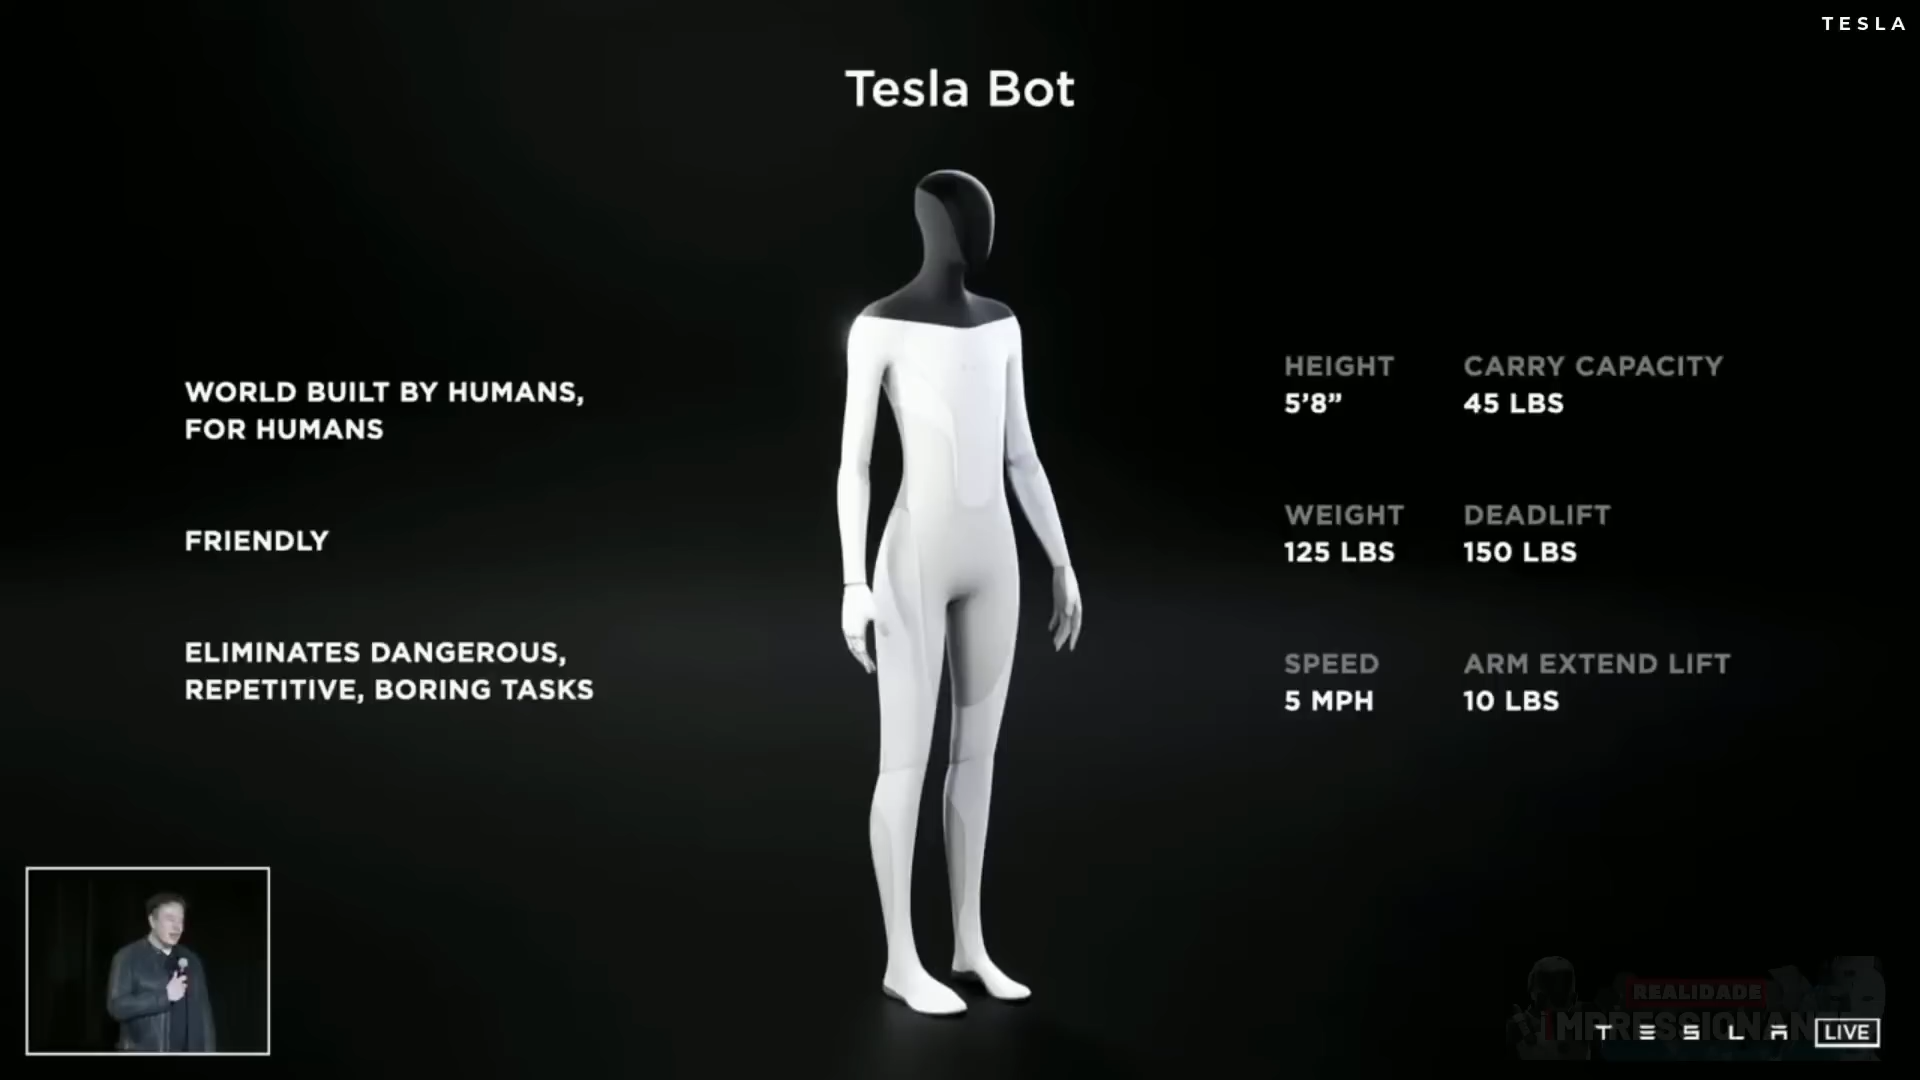 TESLA
Tesla Bot
WORLD BUILT BY HUMANS,
FOR HUMANS
FRIENDLY
ELIMINATES DANGEROUS,
REPETITIVE, BORING TASKS
HEIGHT
5’8”
CARRY CAPACITY
45 LBS
WEIGHT
125 LBS
DEADLIFT
150 LBS
SPEED
5 MPH
ARM EXTEND LIFT
10 LBS
REALIDADE
TESLA LIVE